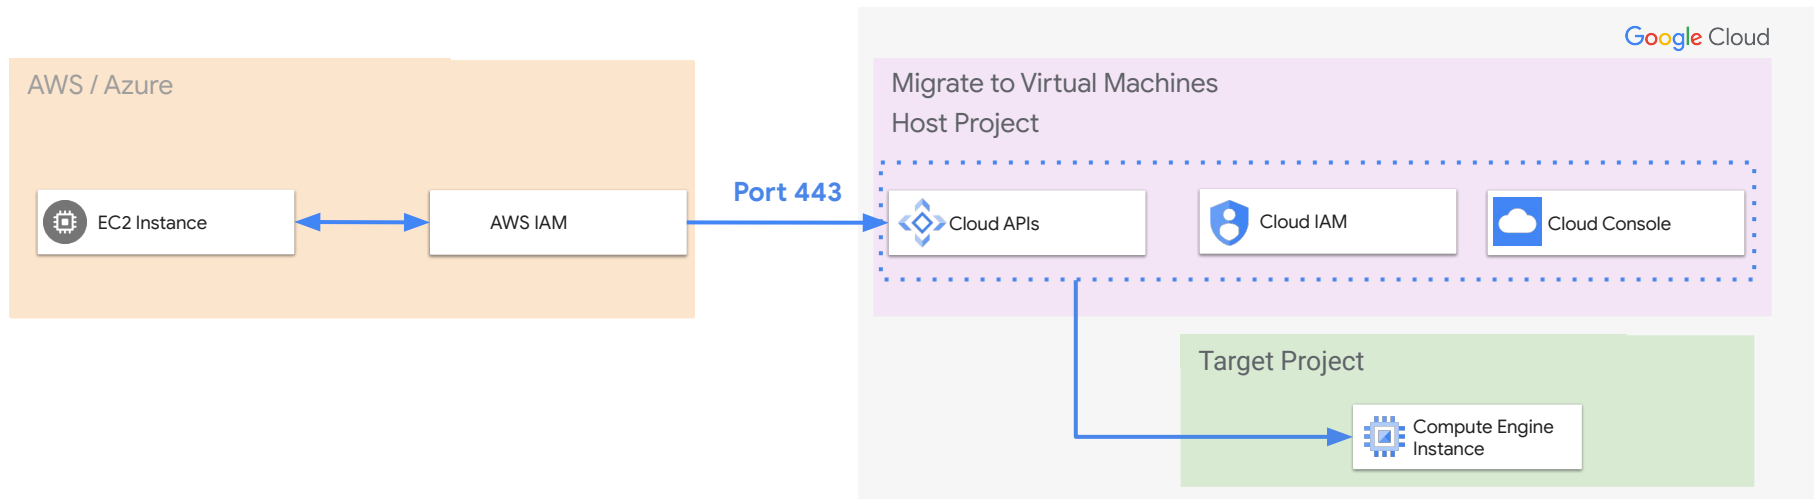 Google Cloud
AWS / Azure
Migrate to Virtual Machines
Host Project
Port 443
EC2 Instance
AWS IAM
Cloud APIs
Cloud IAM
Cloud Console
Target Project
Compute Engine
Instance